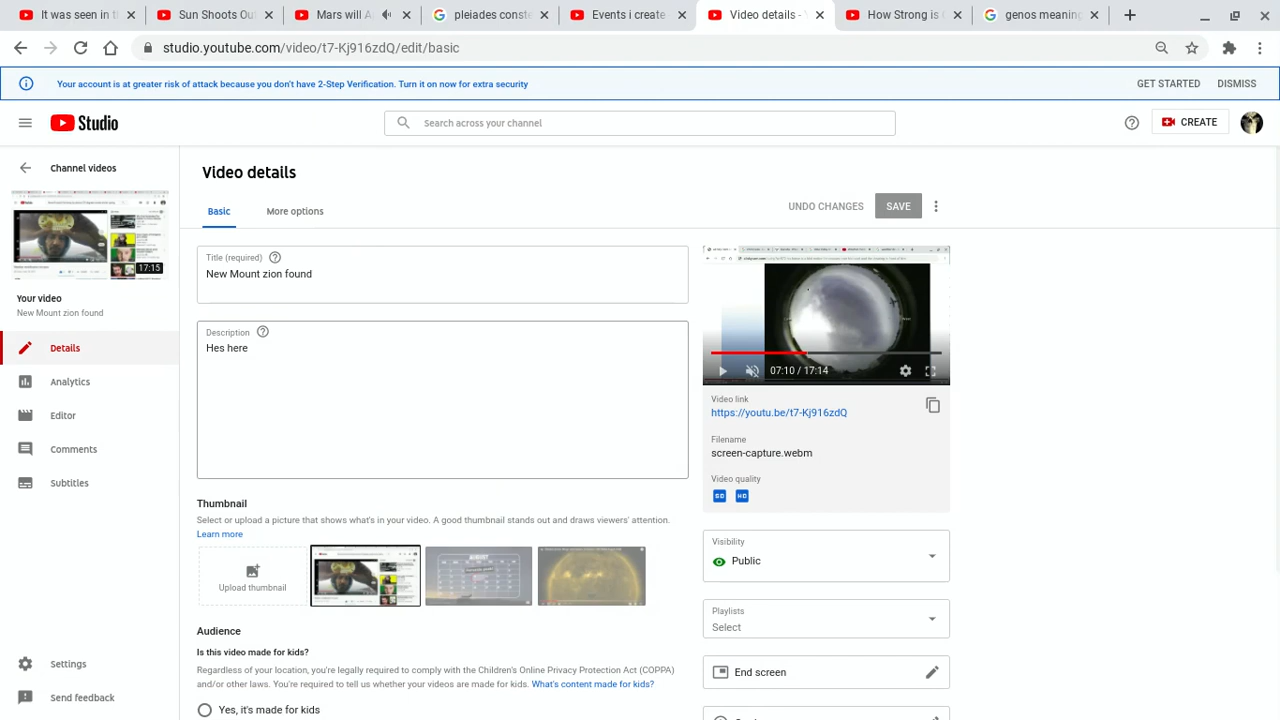 It was seen in t
Sun Shoots Out
Mars will A
pleiades conste
Events i create
Video details - Y
How Strong is
genos meaning
studio.youtube.com/video/t7-Kj916zdQ/edit/basic
Your account is at greater risk of attack because you don't have 2-Step Verification. Turn it on now for extra security
GET STARTED
DISMISS
Studio
Search across your channel
CREATE
Channel videos
17:15
Your video
New Mount zion found
Details
Analytics
Editor
Comments
Subtitles
Settings
Send feedback
Video details
Basic
More options
UNDO CHANGES
SAVE
Title (required)
New Mount zion found
Description
Hes here
Thumbnail
Select or upload a picture that shows what's in your video. A good thumbnail stands out and draws viewers' attention.
Learn more
Upload thumbnail
Audience
Is this video made for kids?
Regardless of your location, you're legally required to comply with the Children's Online Privacy Protection Act (COPPA)
and/or other laws. You're required to tell us whether your videos are made for kids. What's content made for kids?
Yes, it's made for kids
07:10 / 17:14
Video link
https://youtu.be/t7-Kj916zdQ
Filename
screen-capture.webm
Video quality
SD HD
Visibility
Public
Playlists
Select
End screen